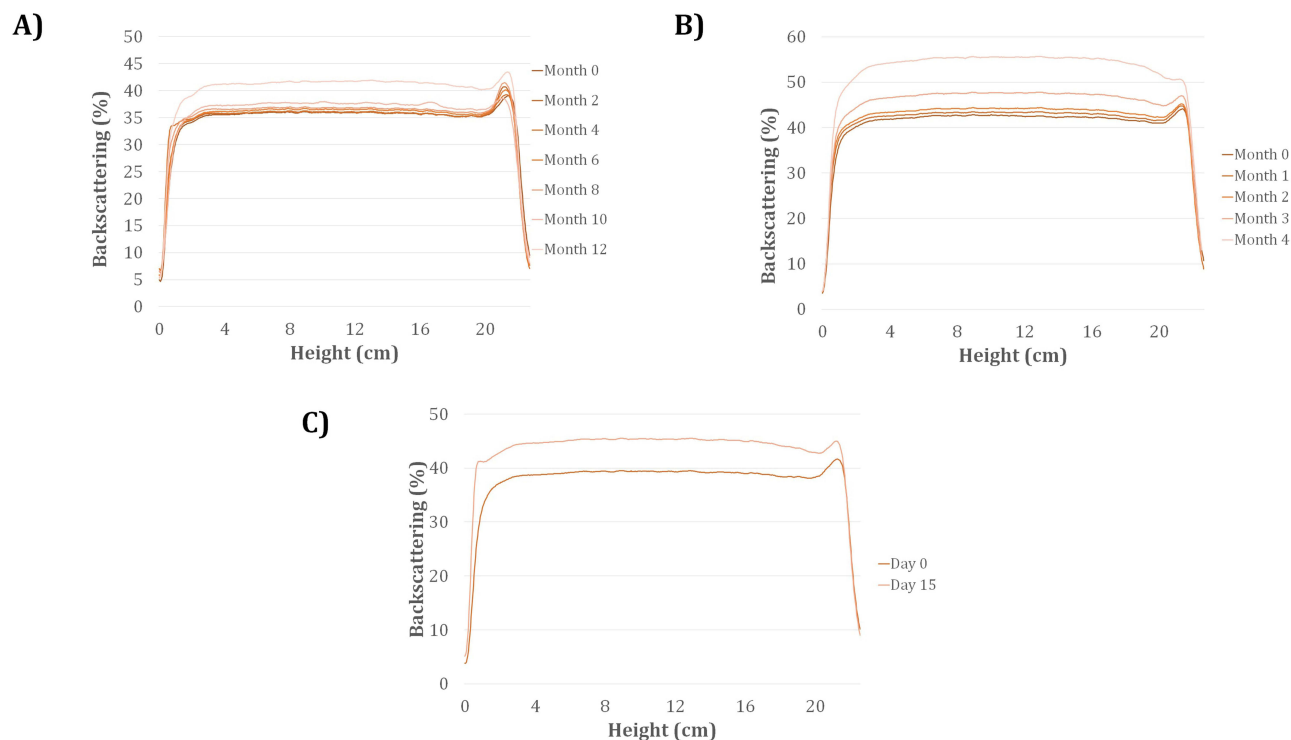 A)
Backscattering (%)
50
45
40
35
30
25
20
15
10
5
0
0 4 8 12 16 20
Height (cm)
Month 0
Month 2
Month 4
Month 6
Month 8
Month 10
Month 12
B)
Backscattering (%)
60
50
40
30
20
10
0
0 4 8 12 16 20
Height (cm)
Month 0
Month 1
Month 2
Month 3
Month 4
C)
Backscattering (%)
50
40
30
20
10
0
0 4 8 12 16 20
Height (cm)
Day 0
Day 15